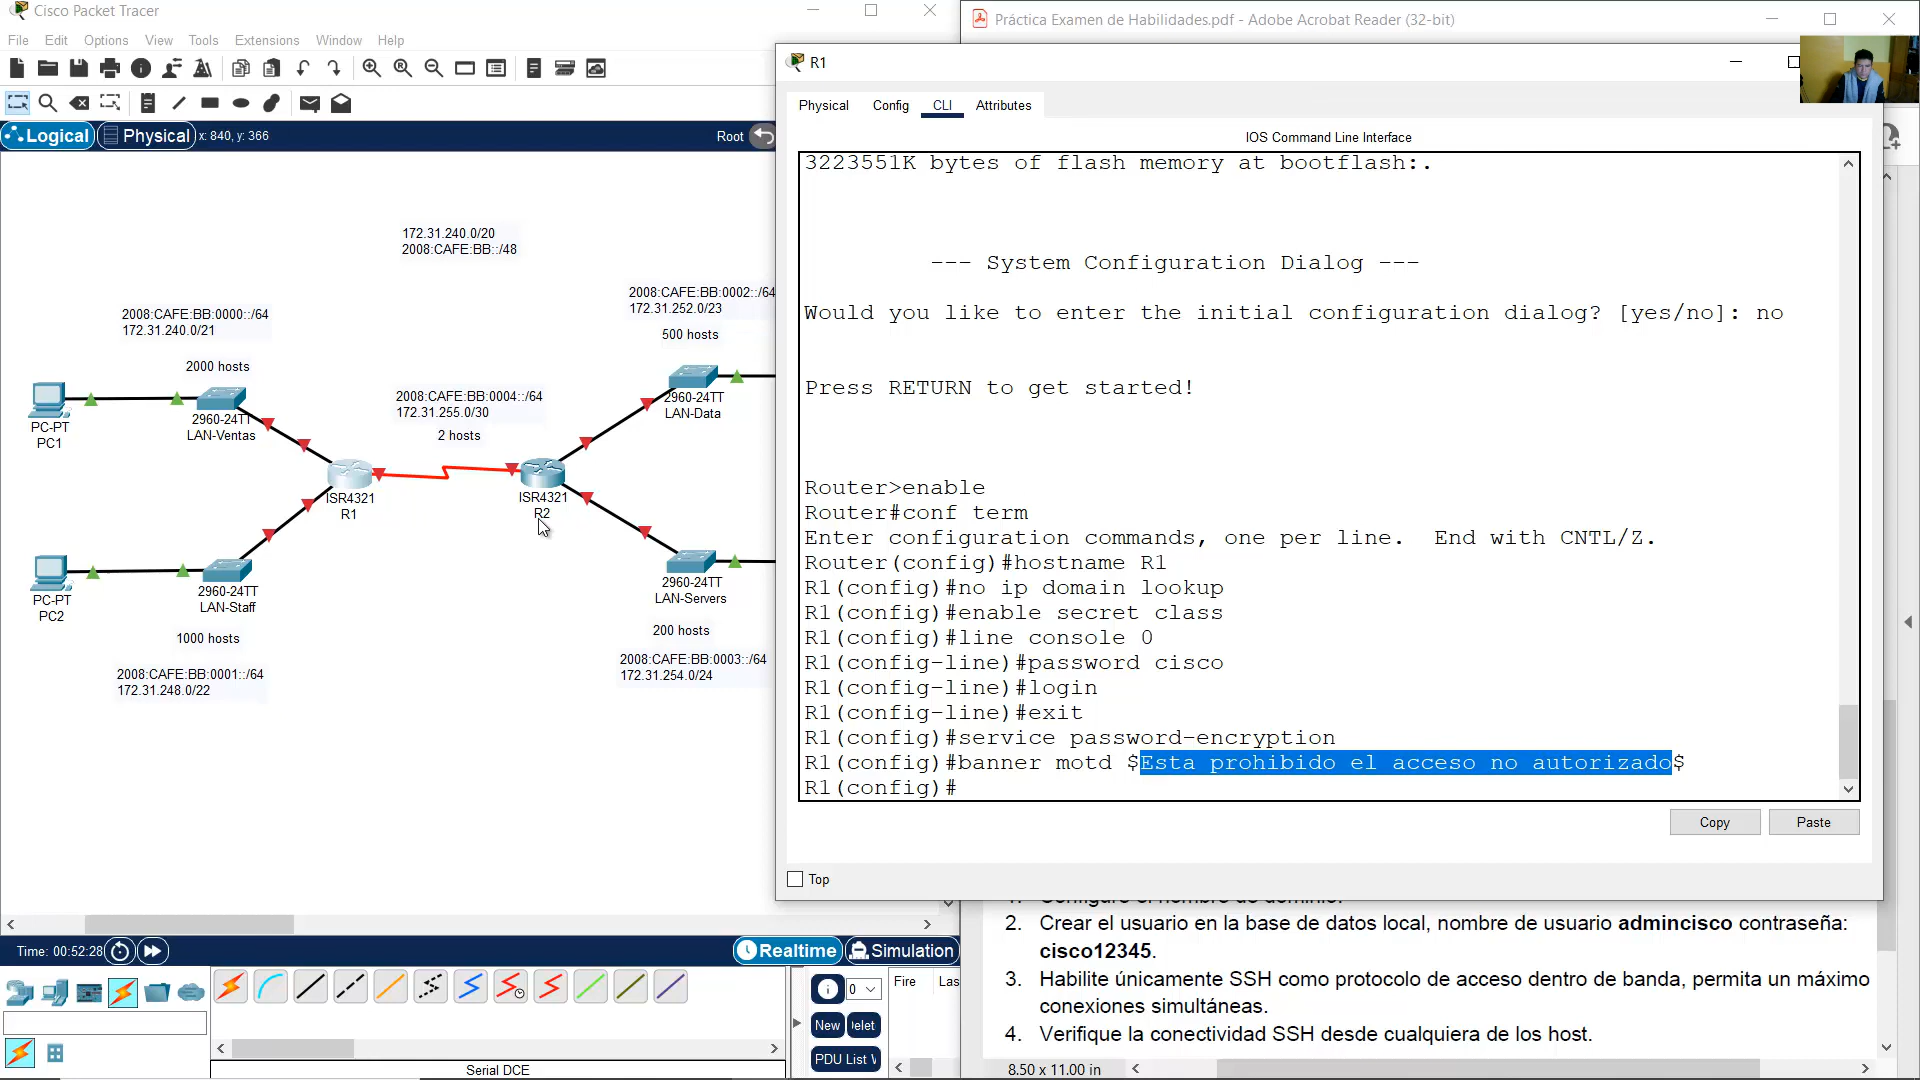 Cisco Packet Tracer
File Edit Options View Tools Extensions Window Help
Logical Physical x: 840, y: 366 Root
172.31.240.0/20
2008:CAFE:BB::/48
2008:CAFE:BB:0000::/64
172.31.240.0/21
2000 hosts
2008:CAFE:BB:0002::/64
172.31.252.0/23
500 hosts
2008:CAFE:BB:0004::/64
172.31.255.0/30
2 hosts
PC-PT
PC1
2960-24TT
LAN-Ventas
2960-24TT
LAN-Data
ISR4321
R1
ISR4321
R2
PC-PT
PC2
2960-24TT
LAN-Staff
2960-24TT
LAN-Servers
1000 hosts
200 hosts
2008:CAFE:BB:0001::/64
172.31.248.0/22
2008:CAFE:BB:0003::/64
172.31.254.0/24
Time: 00:52:28
Realtime Simulation
0
Fire Las
New
PDU List
Serial DCE
Práctica Examen de Habilidades.pdf - Adobe Acrobat Reader (32-bit)
R1
Physical Config CLI Attributes
IOS Command Line Interface
3223551K bytes of flash memory at bootflash:.
--- System Configuration Dialog ---
Would you like to enter the initial configuration dialog? [yes/no]: no
Press RETURN to get started!
Router>enable
Router#conf term
Enter configuration commands, one per line. End with CNTL/Z.
Router(config)#hostname R1
R1(config)#no ip domain lookup
R1(config)#enable secret class
R1(config)#line console 0
R1(config-line)#password cisco
R1(config-line)#login
R1(config-line)#exit
R1(config)#service password-encryption
R1(config)#banner motd $Esta prohibido el acceso no autorizado$
R1(config)#
Copy Paste
Top
2. Crear el usuario en la base de datos local, nombre de usuario admincisco contraseña:
cisco12345.
3. Habilite únicamente SSH como protocolo de acceso dentro de banda, permita un máximo
conexiones simultáneas.
4. Verifique la conectividad SSH desde cualquiera de los host.
8.50 x 11.00 in